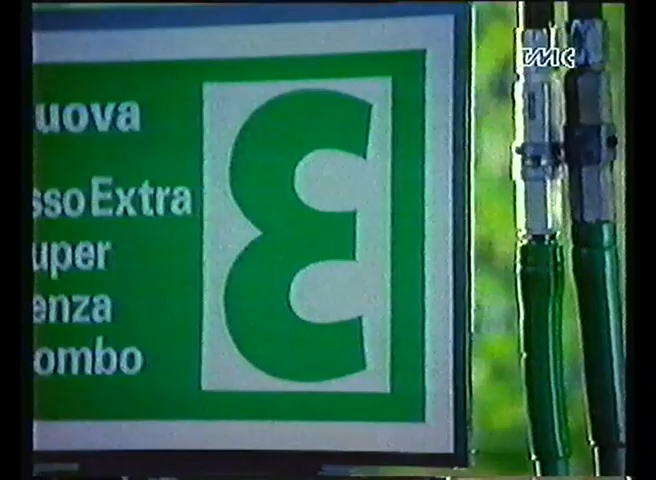 TMC
uova
ε
ssoExtra
uper
enza
ombo